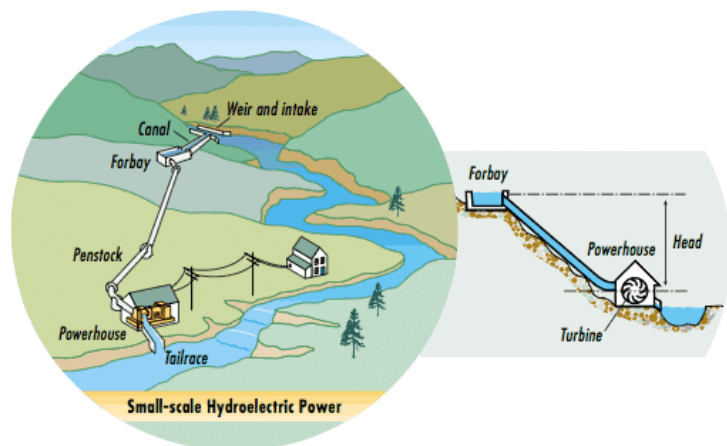 Weir and intake
Canal
Forbay
Penstock
Powerhouse
Tailrace
Small-scale Hydroelectric Power
Forbay
Powerhouse
Head
Turbine